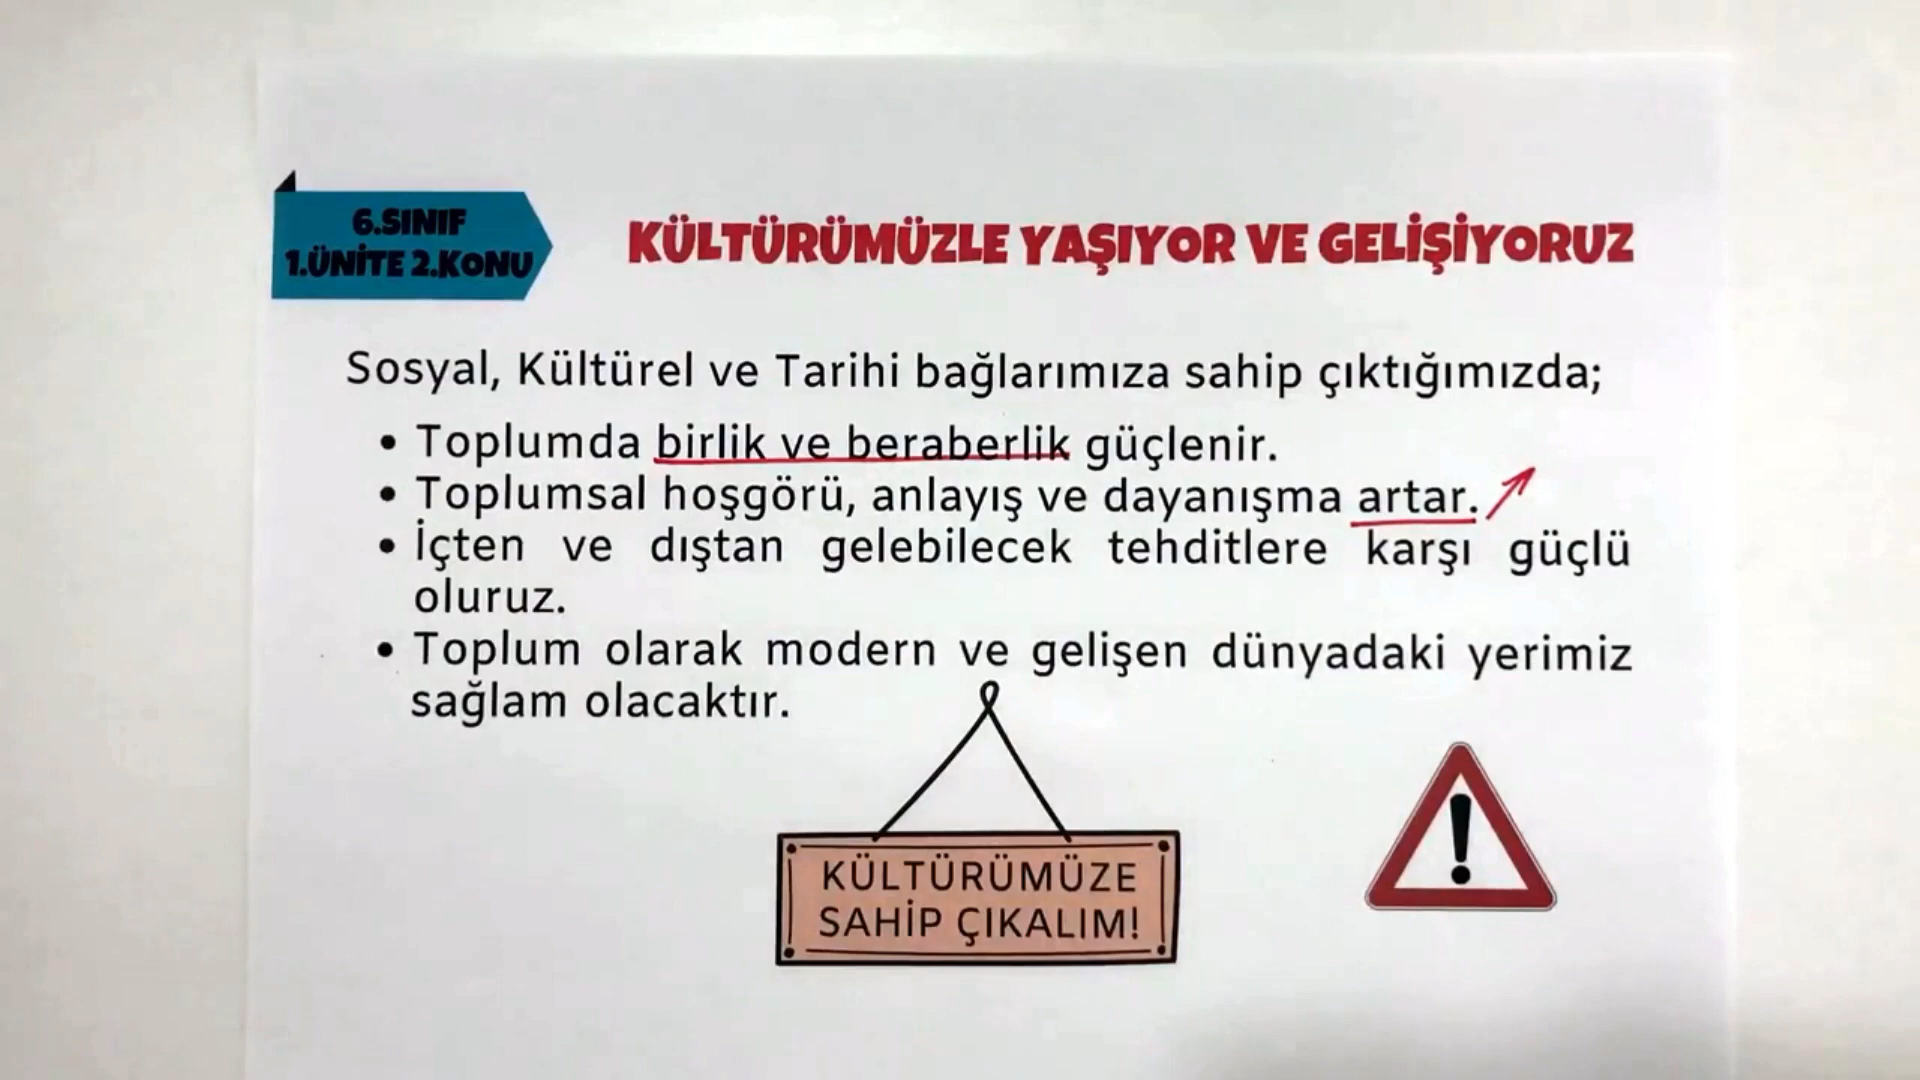 6.SINIF
1.ÜNİTE 2.KONU
KÜLTÜRÜMÜZLE YAŞIYOR VE GELİŞİYORUZ
Sosyal, Kültürel ve Tarihi bağlarımıza sahip çıktığımızda;
• Toplumda birlik ve beraberlik güçlenir.
• Toplumsal hoşgörü, anlayış ve dayanışma artar.
• İçten ve dıştan gelebilecek tehditlere karşı güçlü
oluruz.
• Toplum olarak modern ve gelişen dünyadaki yerimiz
sağlam olacaktır.
KÜLTÜRÜMÜZE
SAHİP ÇIKALIM!